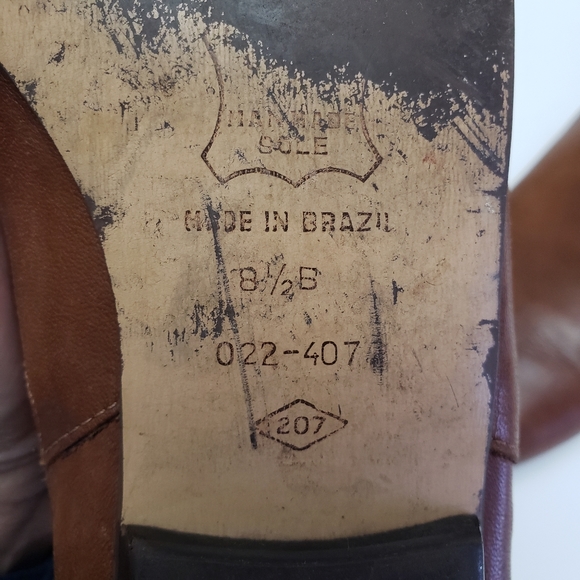 MAN MADE
SOLE
MADE IN BRAZIL
8½B
022-407
207